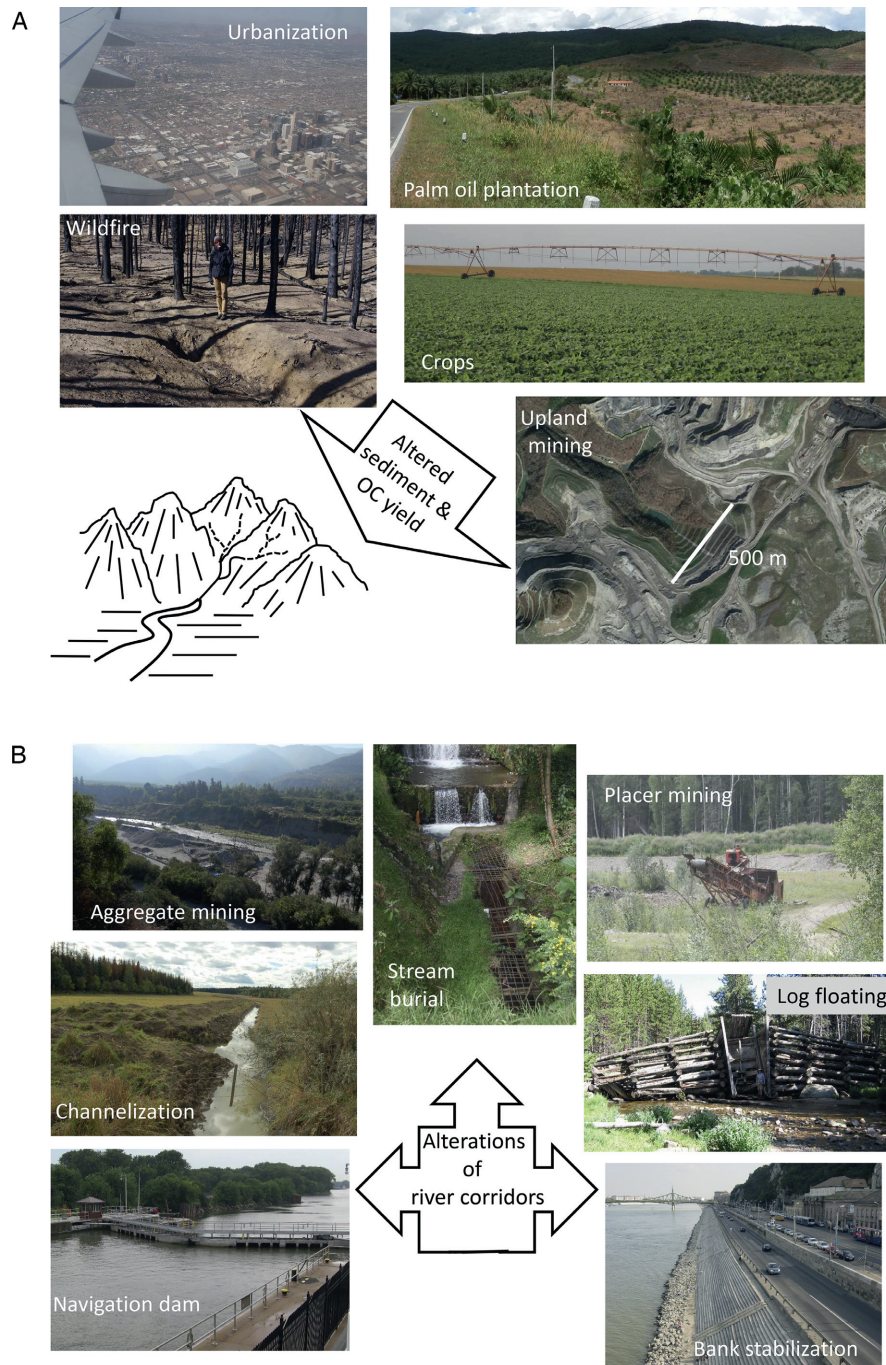 A
Urbanization
Palm oil plantation
Wildfire
Crops
Altered
sediment &
OC yield
Upland
mining
500 m
B
Aggregate mining
Stream
burial
Placer mining
Channelization
Log floating
Alterations
of
river corridors
Navigation dam
Bank stabilization